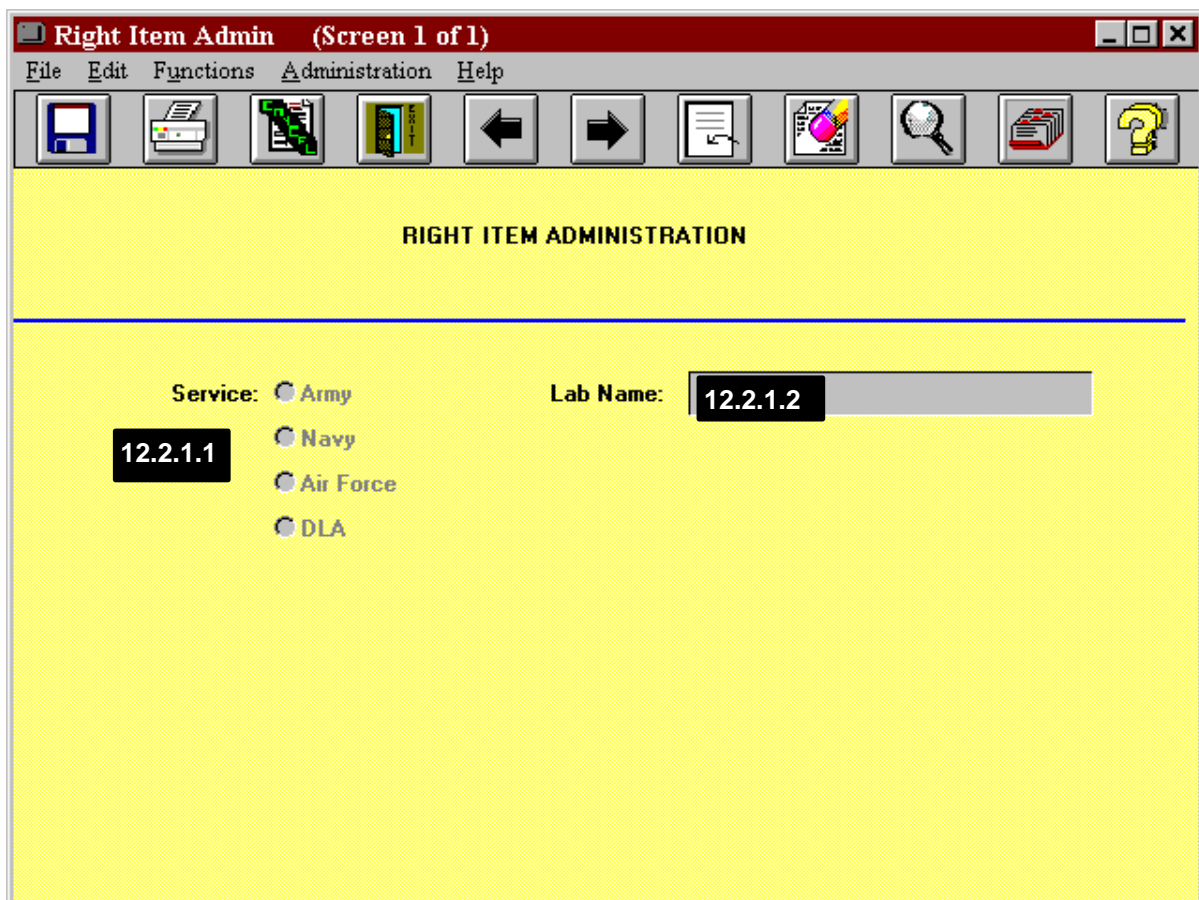 Right Item Admin (Screen 1 of 1)
File Edit Functions Administration Help
EXIT
RIGHT ITEM ADMINISTRATION
Service: Army Lab Name: 12.2.1.2
Navy
12.2.1.1
Air Force
DLA